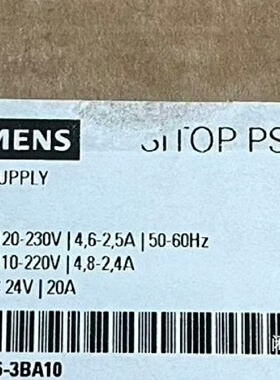 MENS SITOP PS
UPPLY
20-230V | 4,6-2,5A | 50-60Hz
10-220V | 4,8-2,4A
24V | 20A
-3BA10